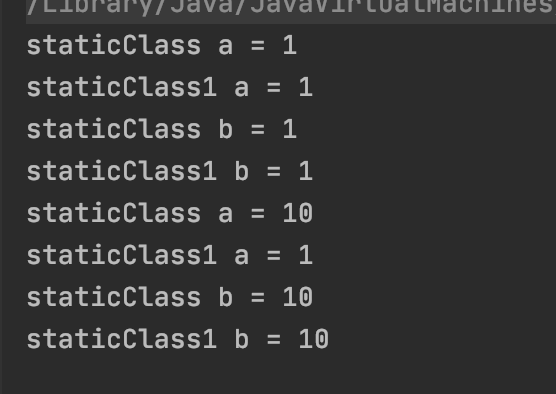 /Library/Java/JavaVirtualMachines
staticClass a = 1
staticClass1 a = 1
staticClass b = 1
staticClass1 b = 1
staticClass a = 10
staticClass1 a = 1
staticClass b = 10
staticClass1 b = 10